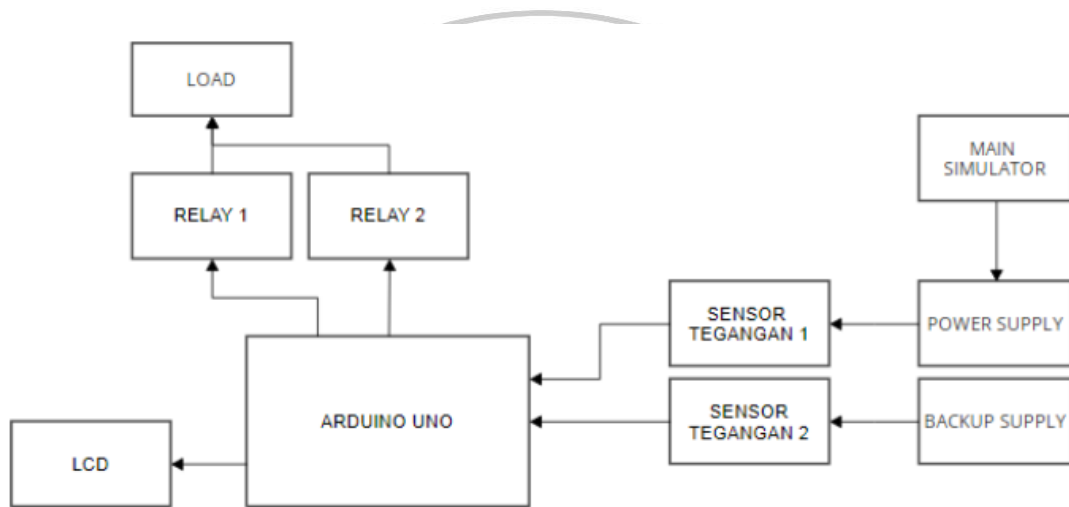 LOAD
MAIN
SIMULATOR
RELAY 1
RELAY 2
SENSOR
TEGANGAN 1
POWER SUPPLY
ARDUINO UNO
SENSOR
TEGANGAN 2
BACKUP SUPPLY
LCD